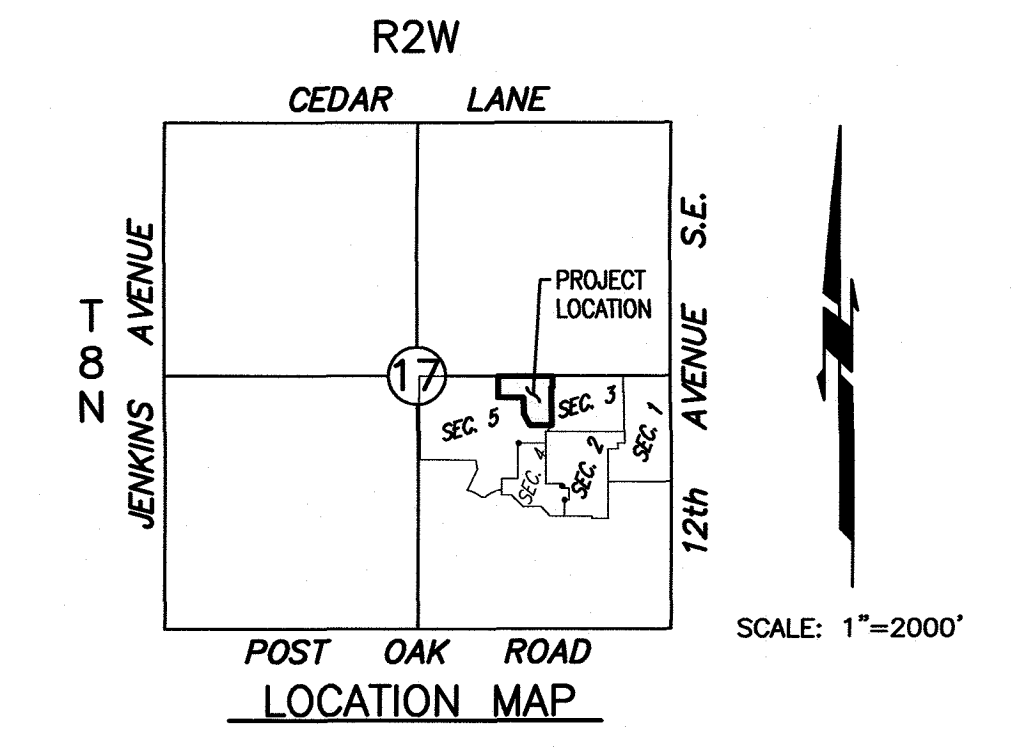 R2W
CEDAR LANE
JENKINS AVENUE
T
8
N
12th AVENUE S.E.
PROJECT
LOCATION
17
SEC. 5
SEC. 3
SEC. 1
SEC. 4
SEC. 2
SCALE: 1"=2000'
POST OAK ROAD
LOCATION MAP